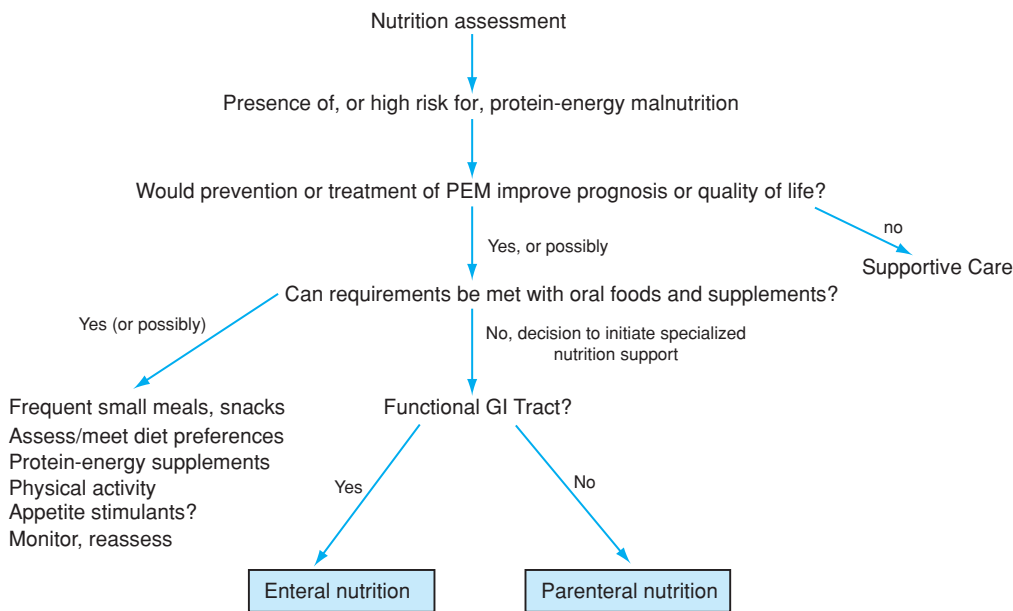 Nutrition assessment
Presence of, or high risk for, protein-energy malnutrition
Would prevention or treatment of PEM improve prognosis or quality of life?
no
Yes, or possibly
Supportive Care
Can requirements be met with oral foods and supplements?
Yes (or possibly)
No, decision to initiate specialized
nutrition support
Frequent small meals, snacks
Assess/meet diet preferences
Protein-energy supplements
Physical activity
Appetite stimulants?
Monitor, reassess
Functional GI Tract?
Yes
No
Enteral nutrition
Parenteral nutrition